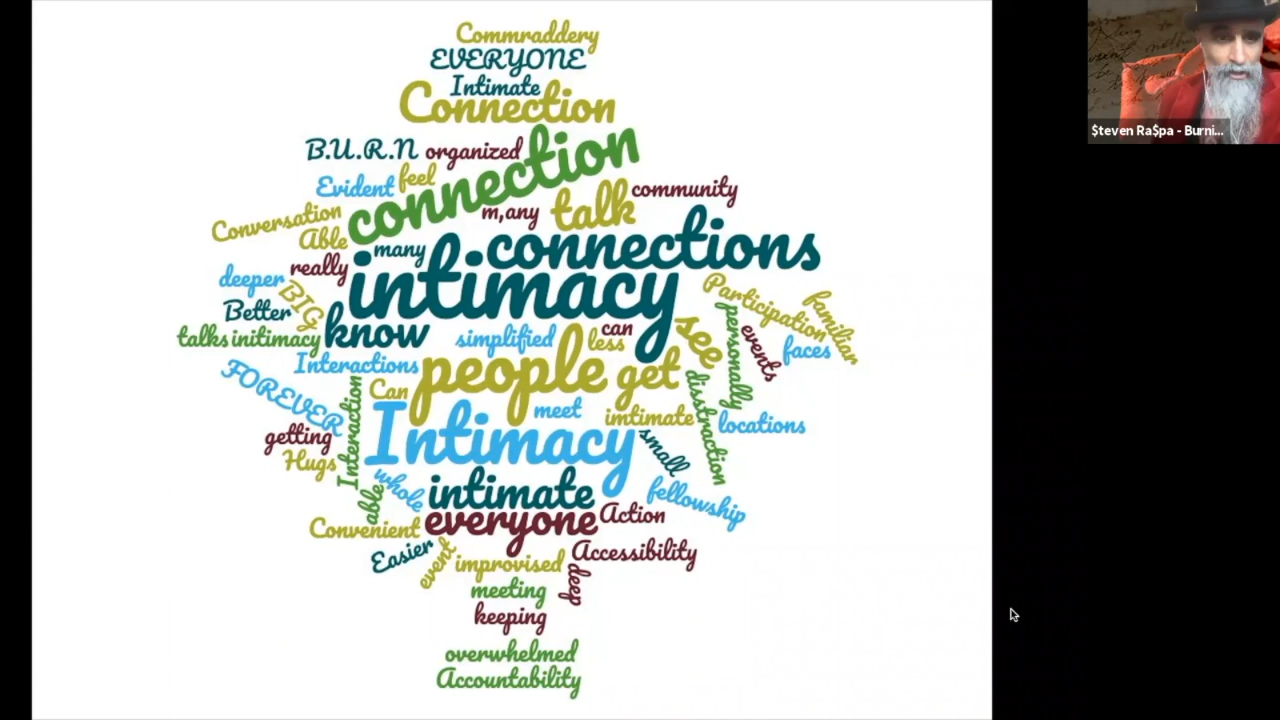 Commraddery
EVERYONE
Intimate
Connection
B.U.R.N organized
connection
Evident feel
community
talk
m,any
Conversation
Able
many
connections
really
deeper
intimacy
BIG
Better
know
Participation
familiar
talks initimacy
simplified
can
less
see
personally
events
faces
Interactions
people get
FOREVER
Can
meet
imtimate
disstraction
locations
Interaction
Intimacy
getting
small
Hugs
whole
able
intimate
fellowship
Convenient
everyone
Action
Easier
event
improvised
deep
Accessibility
meeting
keeping
overwhelmed
Accountability
$teven Ra$pa - Burni...